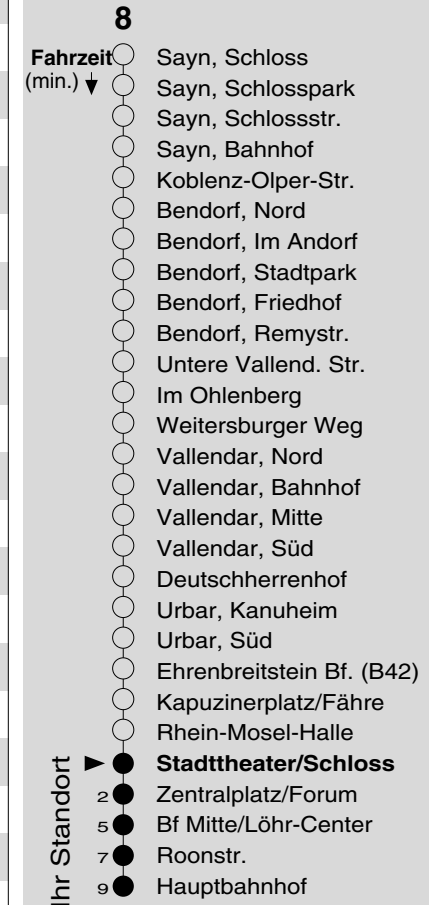 8
Fahrzeit
(min.)
Sayn, Schloss
Sayn, Schlosspark
Sayn, Schlossstr.
Sayn, Bahnhof
Koblenz-Olper-Str.
Bendorf, Nord
Bendorf, Im Andorf
Bendorf, Stadtpark
Bendorf, Friedhof
Bendorf, Remystr.
Untere Vallend. Str.
Im Ohlenberg
Weitersburger Weg
Vallendar, Nord
Vallendar, Bahnhof
Vallendar, Mitte
Vallendar, Süd
Deutschherrenhof
Urbar, Kanuheim
Urbar, Süd
Ehrenbreitstein Bf. (B42)
Kapuzinerplatz/Fähre
Rhein-Mosel-Halle
Stadttheater/Schloss
2 Zentralplatz/Forum
5 Bf Mitte/Löhr-Center
7 Roonstr.
9 Hauptbahnhof
Ihr Standort